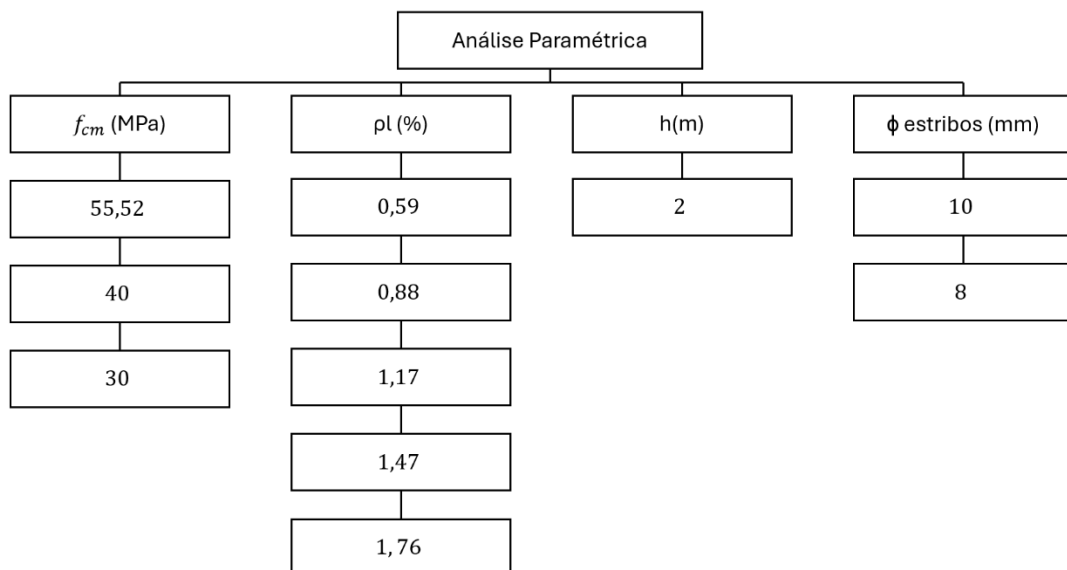 Análise Paramétrica
f_cm (MPa)
ρl (%)
h(m)
ϕ estribos (mm)
55,52
0,59
2
10
40
0,88
8
30
1,17
1,47
1, 76